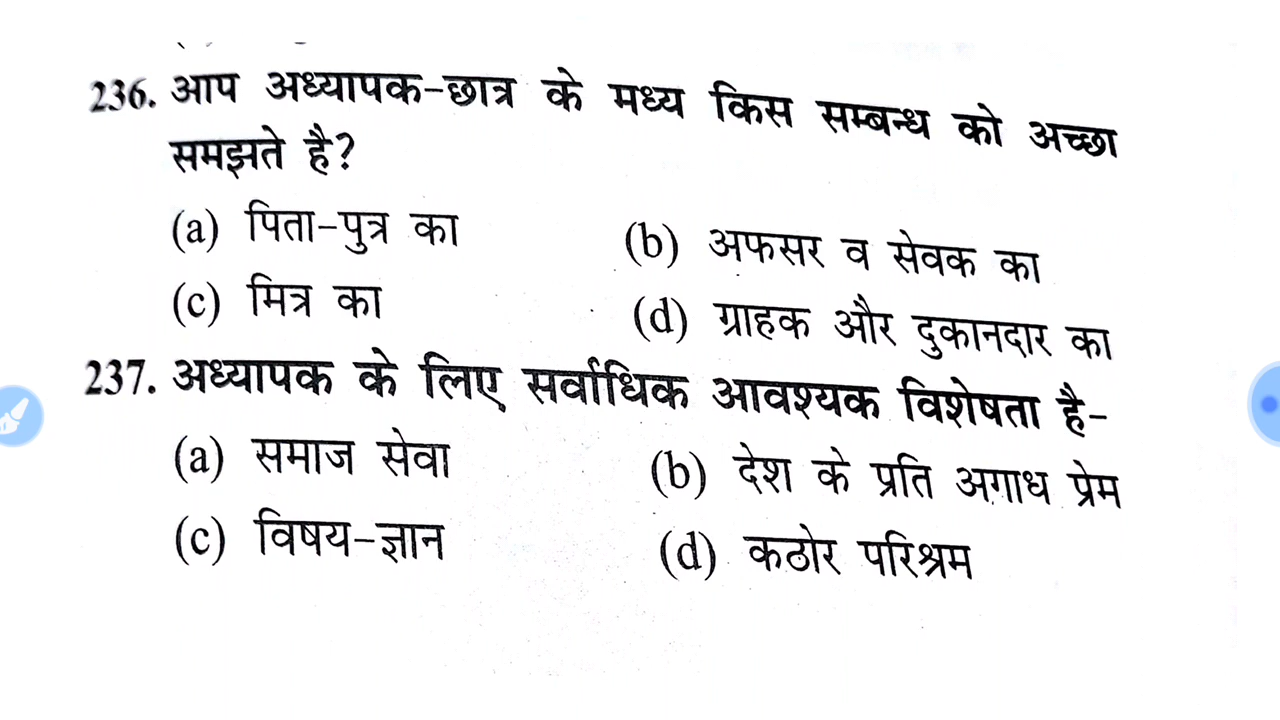 236. आप अध्यापक-छात्र के मध्य किस सम्बन्ध को अच्छा
समझते है?
(a) पिता-पुत्र का (b) अफसर व सेवक का
(c) मित्र का (d) ग्राहक और दुकानदार का
237. अध्यापक के लिए सर्वाधिक आवश्यक विशेषता है-
(a) समाज सेवा (b) देश के प्रति अगाध प्रेम
(c) विषय-ज्ञान (d) कठोर परिश्रम